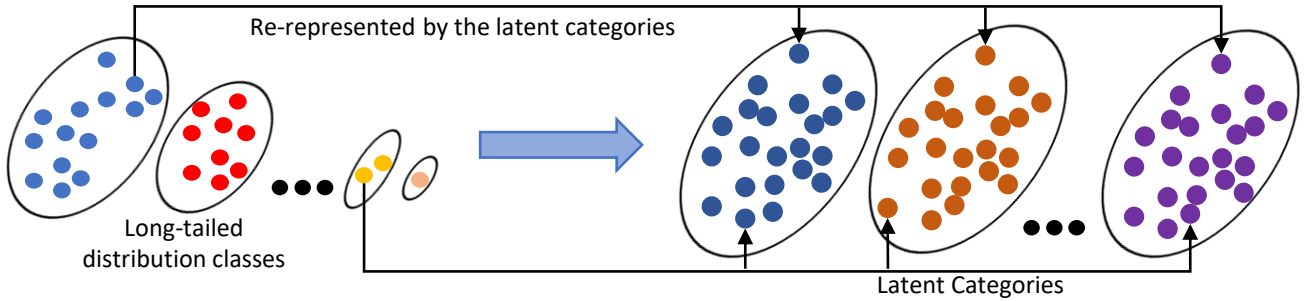 Re-represented by the latent categories
Long-tailed
distribution classes
Latent Categories